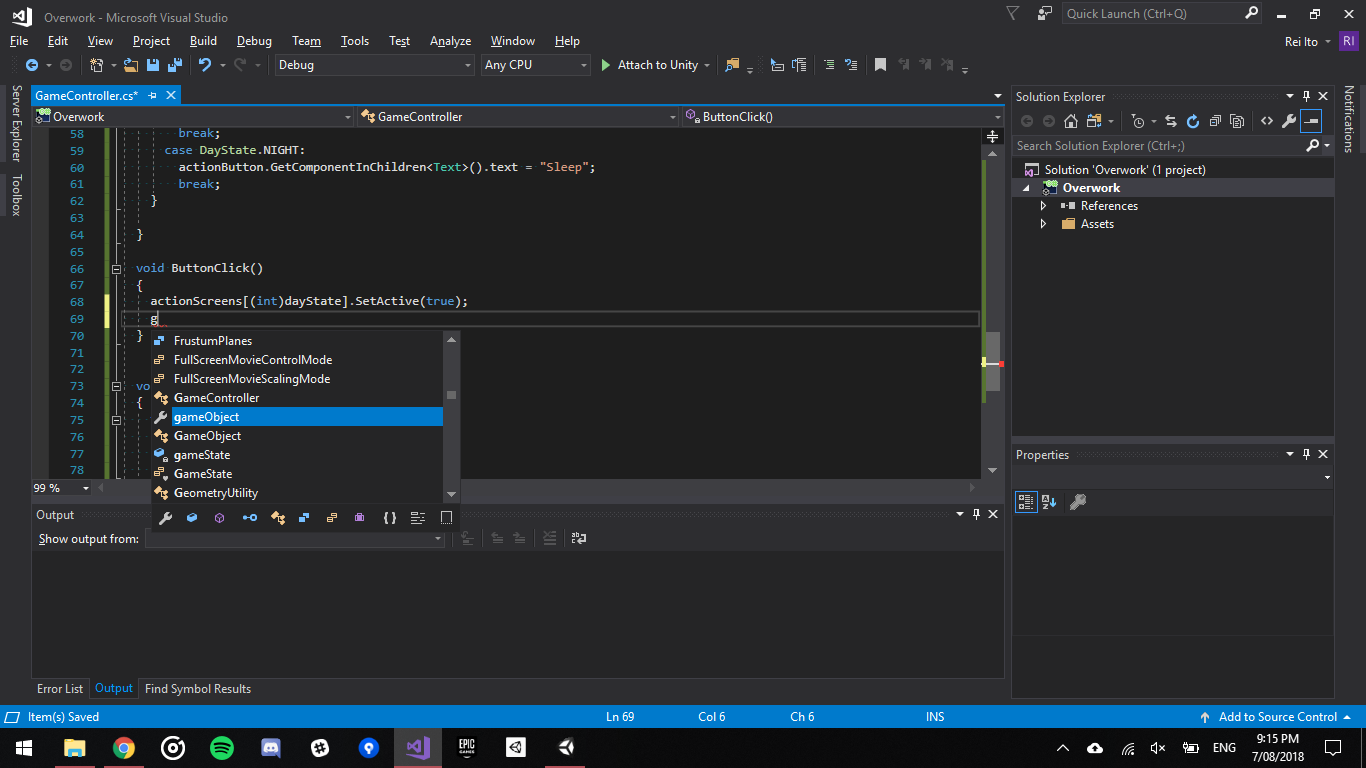 Overwork - Microsoft Visual Studio
Quick Launch (Ctrl+Q)
File Edit View Project Build Debug Team Tools Test Analyze Window Help
Rei Ito RI
Debug Any CPU Attach to Unity
Server Explorer
Toolbox
GameController.cs*
Overwork GameController ButtonClick()
58 break;
59 case DayState.NIGHT:
60 actionButton.GetComponentInChildren<Text>().text = "Sleep";
61 break;
62 }
63
64 }
65
66 void ButtonClick()
67 {
68 actionScreens[(int)dayState].SetActive(true);
69 g
70 }
71
72
73 vo
74 {
75
76
77
78
FrustumPlanes
FullScreenMovieControlMode
FullScreenMovieScalingMode
GameController
gameObject
GameObject
gameState
GameState
GeometryUtility
99 %
Output
Show output from:
Error List Output Find Symbol Results
Solution Explorer
Search Solution Explorer (Ctrl+;)
Solution 'Overwork' (1 project)
Overwork
References
Assets
Properties
Notifications
Item(s) Saved Ln 69 Col 6 Ch 6 INS Add to Source Control
EPIC GAMES
ENG
9:15 PM
7/08/2018